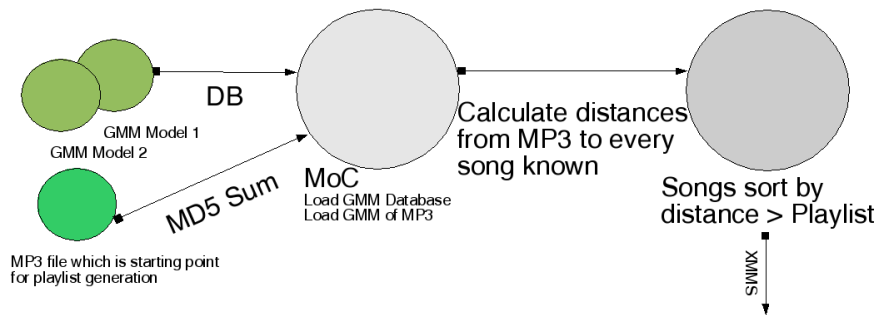 GMM Model 1
GMM Model 2
DB
MP3 file which is starting point
for playlist generation
MD5 Sum
MoC
Load GMM Database
Load GMM of MP3
Calculate distances
from MP3 to every
song known
Songs sort by
distance > Playlist
XMMS